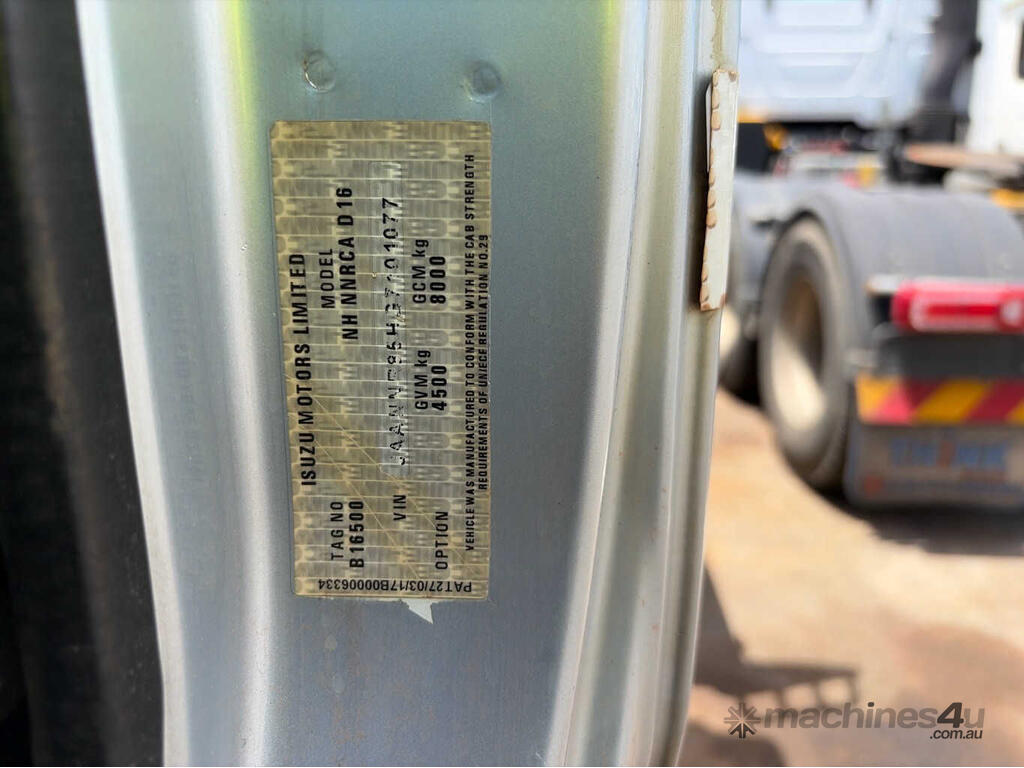 ISUZU MOTORS LIMITED
TAG NO
B16500
MODEL
NH NNRCA D16
VIN
GVM kg
4500
GCM kg
8000
OPTION
VEHICLE WAS MANUFACTURED TO CONFORM WITH THE CAB STRENGTH
REQUIREMENTS OF UN/ECE REGULATION NO.29
PAT27/03/17B00006334
machines4u
.com.au